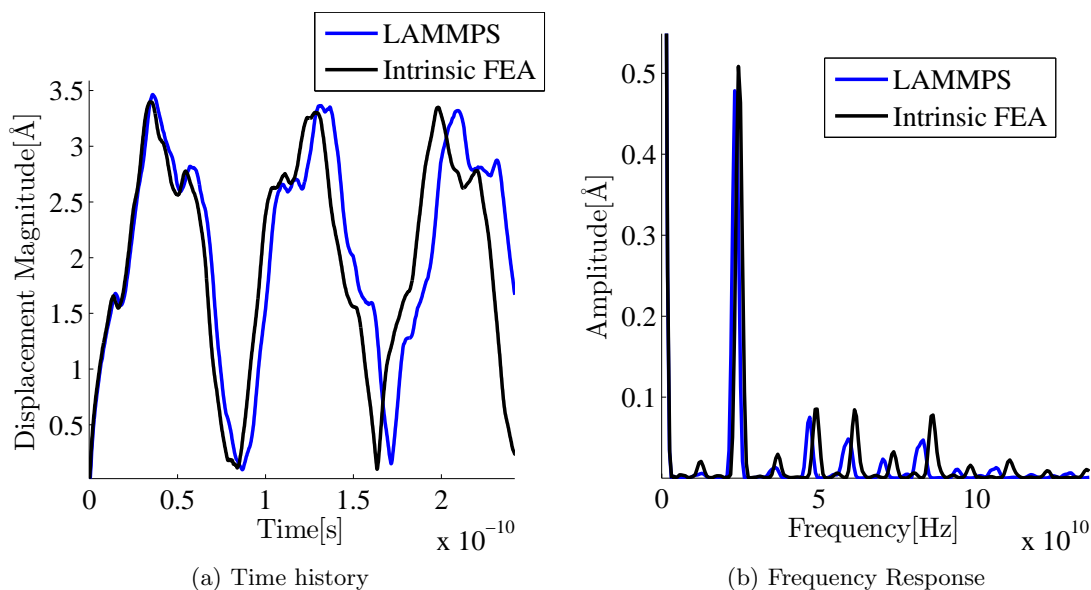 LAMMPS
Intrinsic FEA
3.5
3
2.5
2
1.5
1
0.5
Displacement Magnitude[Å]
0
0.5
1
1.5
2
Time[s]
x 10⁻¹⁰
(a) Time history
LAMMPS
Intrinsic FEA
0.5
0.4
0.3
0.2
0.1
Amplitude[Å]
0
5
10
Frequency[Hz]
x 10¹⁰
(b) Frequency Response